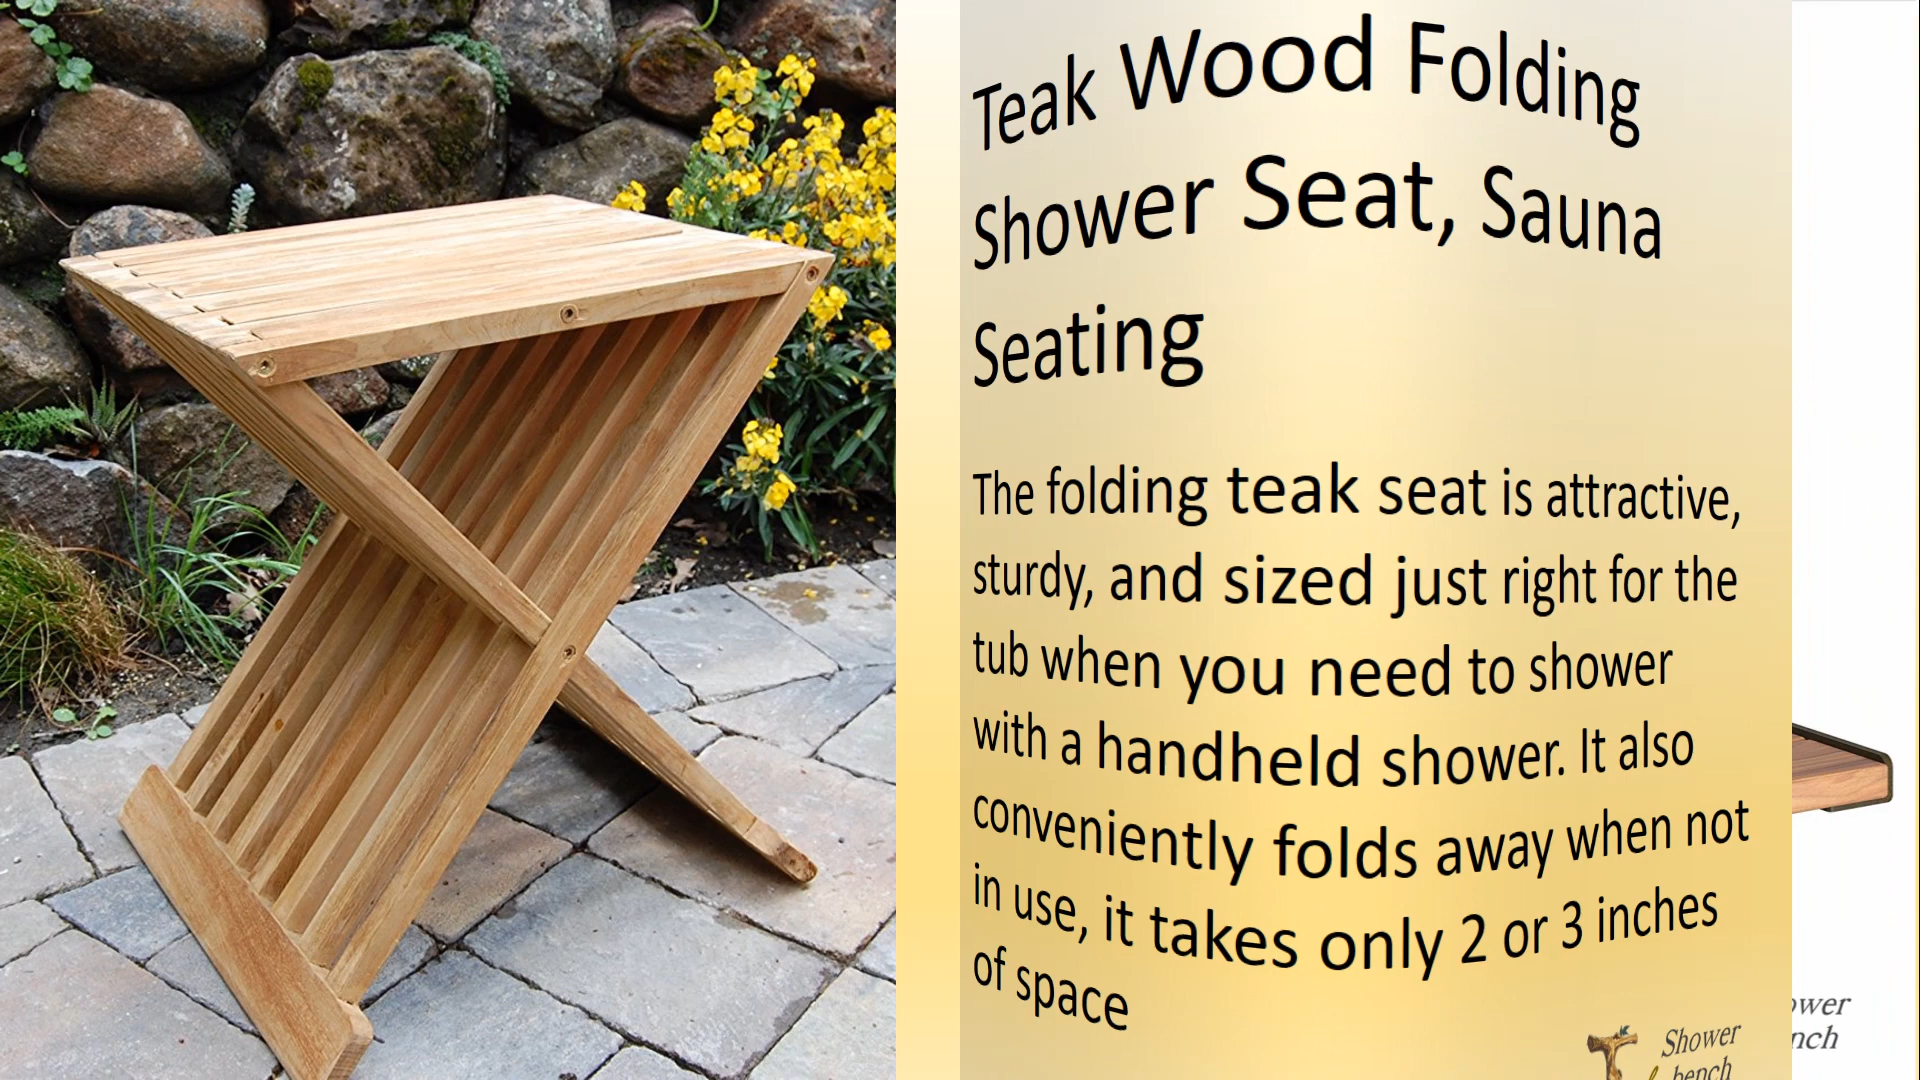 Teak Wood Folding
Shower Seat, Sauna
Seating
The folding teak seat is attractive,
sturdy, and sized just right for the
tub when you need to shower
with a handheld shower. It also
conveniently folds away when not
in use, it takes only 2 or 3 inches
of space
Shower
bench